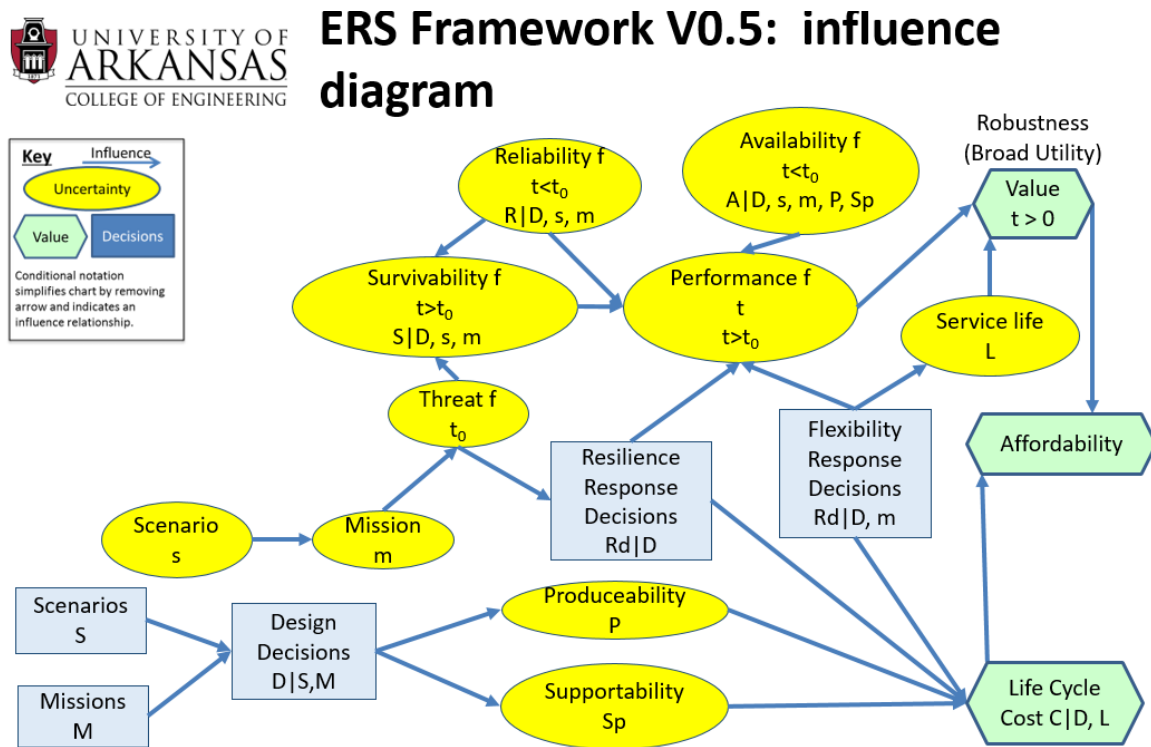 UNIVERSITY OF
ARKANSAS
COLLEGE OF ENGINEERING
1871
ERS Framework V0.5: influence
diagram
Key
Influence
Uncertainty
Value
Decisions
Conditional notation
simplifies chart by removing
arrow and indicates an
influence relationship.
Reliability f
t<t₀
R|D, s, m
Availability f
t<t₀
A|D, s, m, P, Sp
Robustness
(Broad Utility)
Value
t > 0
Survivability f
t>t₀
S|D, s, m
Performance f
t
t>t₀
Service life
L
Threat f
t₀
Resilience
Response
Decisions
Rd|D
Flexibility
Response
Decisions
Rd|D, m
Affordability
Scenario
s
Mission
m
Scenarios
S
Missions
M
Design
Decisions
D|S,M
Produceability
P
Supportability
Sp
Life Cycle
Cost C|D, L